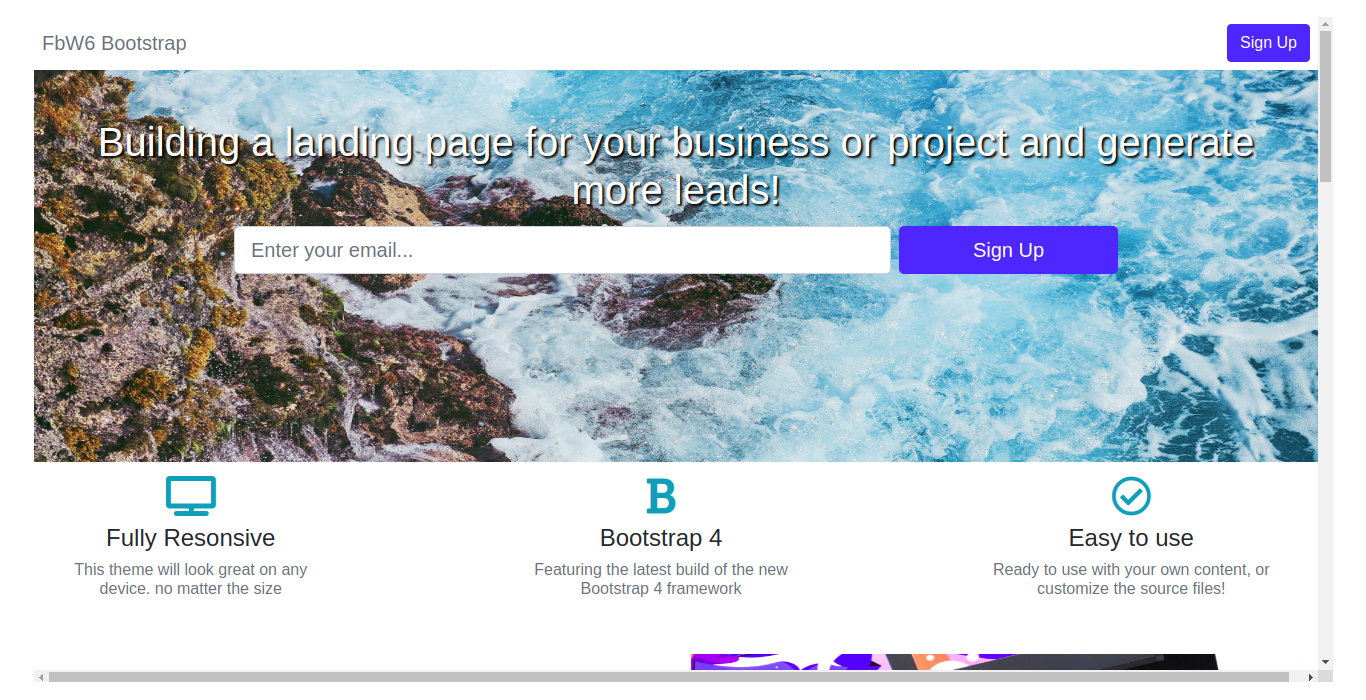 FbW6 Bootstrap
Sign Up
Building a landing page for your business or project and generate
more leads!
Enter your email...
Sign Up
Fully Resonsive
This theme will look great on any
device. no matter the size
Bootstrap 4
Featuring the latest build of the new
Bootstrap 4 framework
Easy to use
Ready to use with your own content, or
customize the source files!